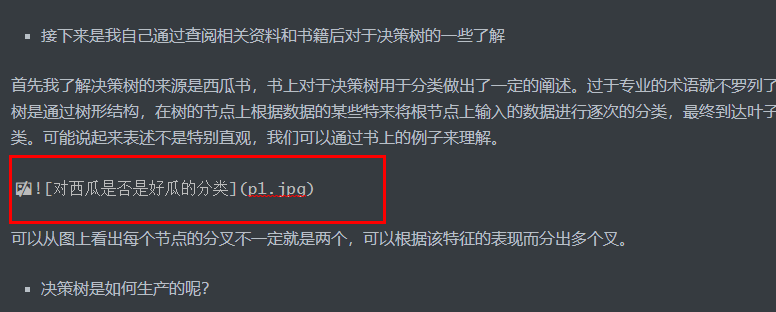 接下来是我自己通过查阅相关资料和书籍后对于决策树的一些了解
首先我了解决策树的来源是西瓜书，书上对于决策树用于分类做出了一定的阐述。过于专业的术语就不罗列了
树是通过树形结构，在树的节点上根据数据的某些特来将根节点上输入的数据进行逐次的分类，最终到达叶子
类。可能说起来表述不是特别直观，我们可以通过书上的例子来理解。
![对西瓜是否是好瓜的分类](p1.jpg)
可以从图上看出每个节点的分叉不一定就是两个，可以根据该特征的表现而分出多个叉。
决策树是如何生产的呢？